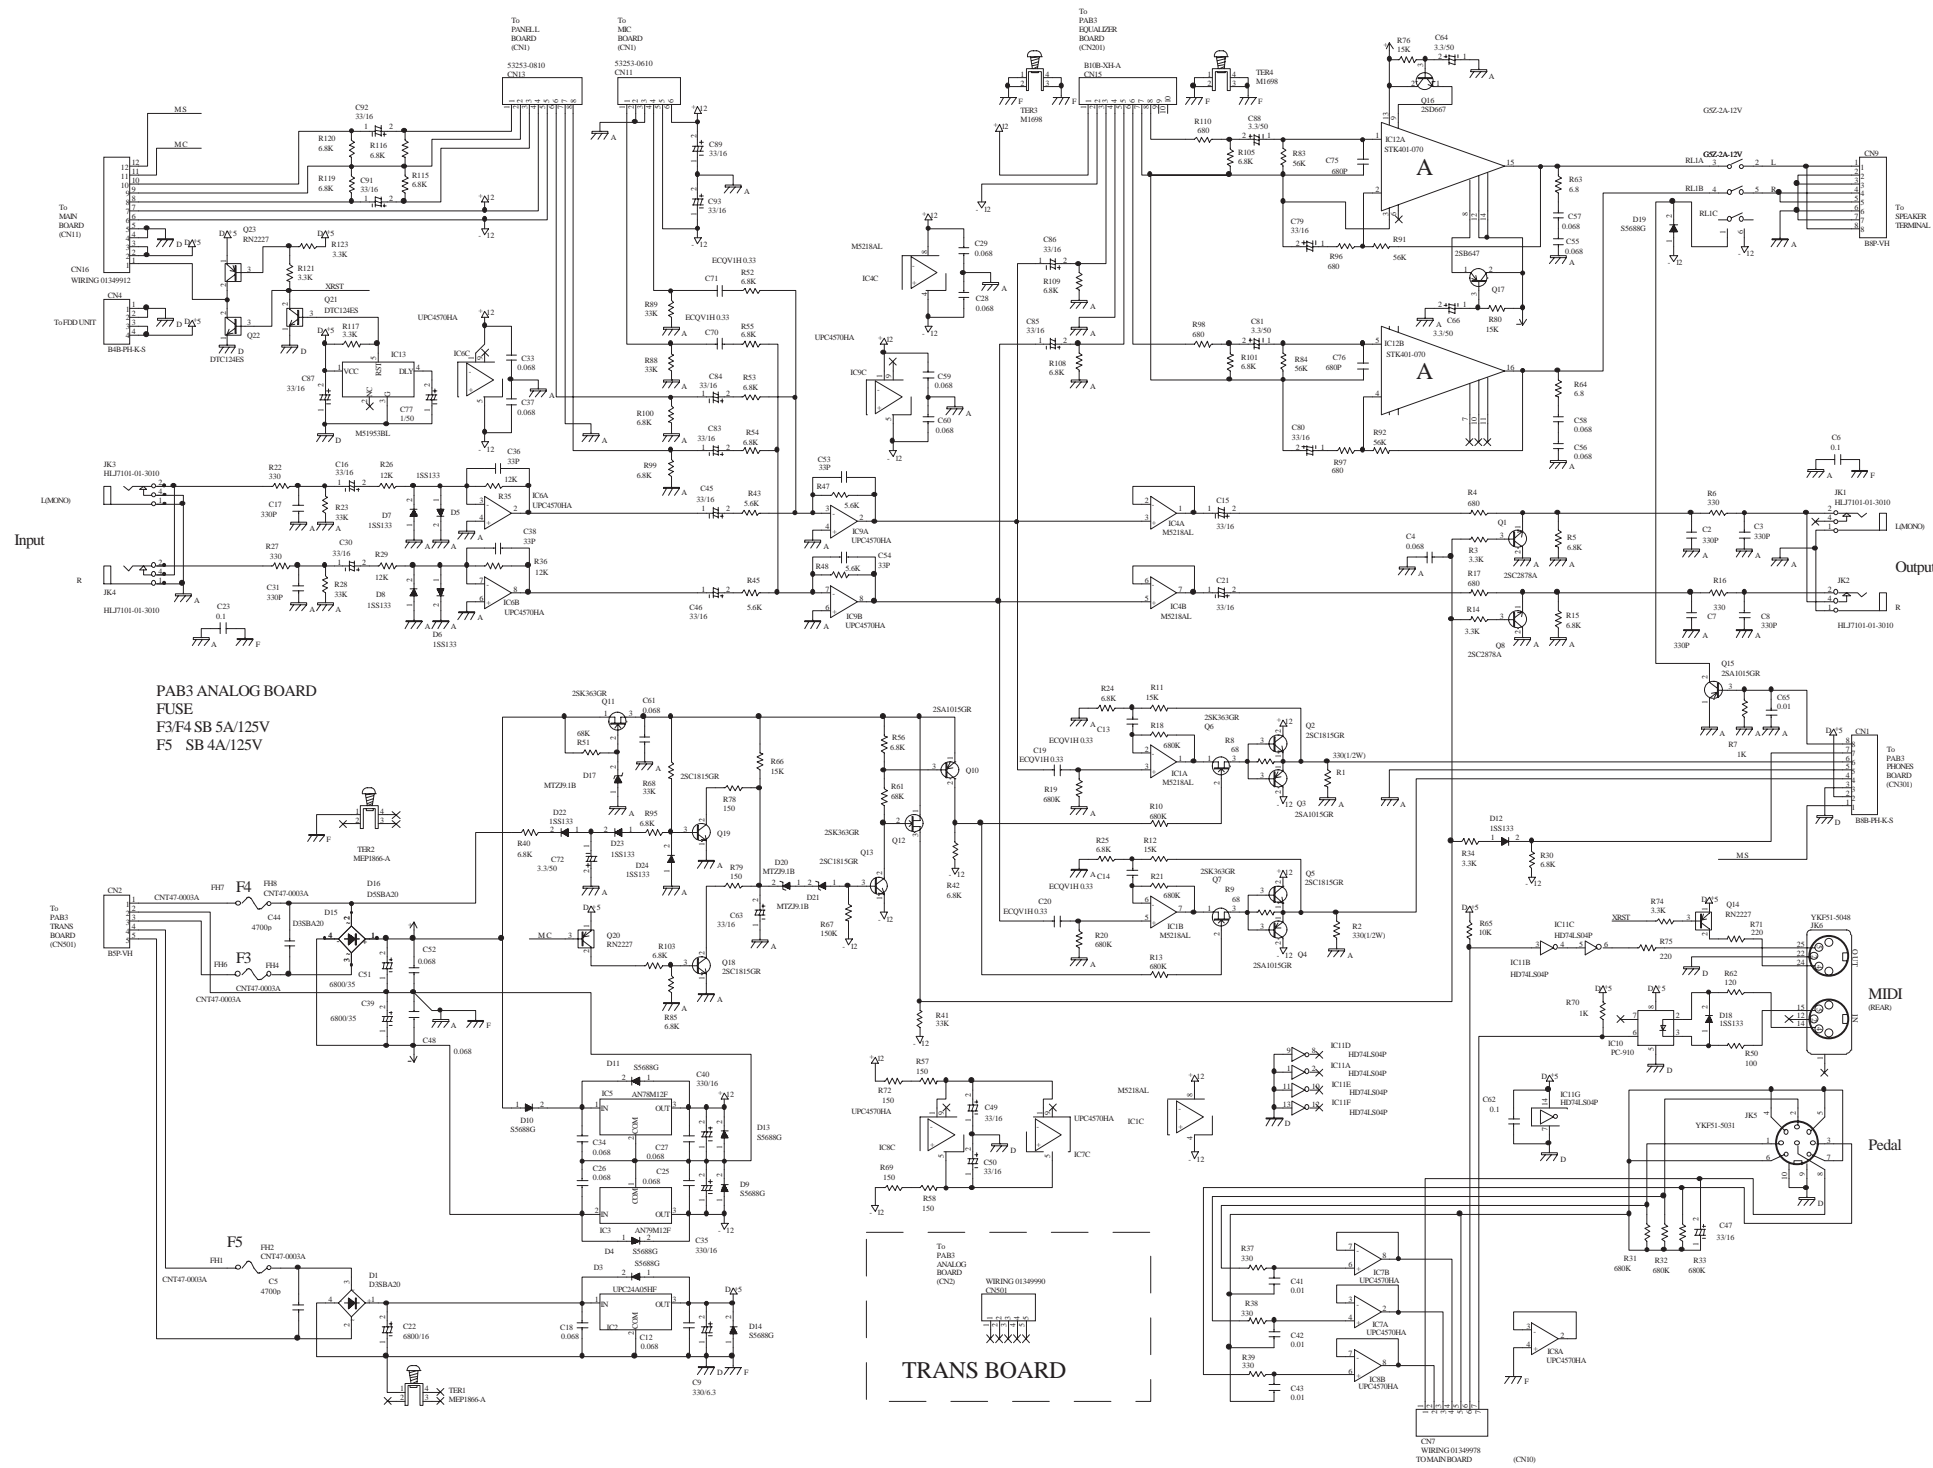 To
PANEL L
BOARD
(CN1)
53253-0810
CN13
To
MIC
BOARD
(CN1)
53253-0610
CN11
To
PAB3
EQUALIZER
BOARD
(CN201)
B10B-XH-A
CN15
TER3
M1698
TER4
M1698
R76
15K
C64
3.3/50
Q16
2SD667
G5Z-2A-12V
G5Z-2A-12V
M S
M C
C92
33/16
R120
6.8K
R116
6.8K
R119
6.8K
C91
33/16
R115
6.8K
To
MAIN
BOARD
(CN11)
CN16
WIRING 01349912
CN4
To FDD UNIT
B4B-PH-K-S
Q23
RN2227
R123
3.3K
R121
3.3K
XRST
Q21
DTC124ES
Q22
DTC124ES
R117
3.3K
IC13
VCC
RST
DLY
NC
G
C87
33/16
C77
1/50
M51953BL
UPC4570HA
IC6C
C33
0.068
C37
0.068
C89
33/16
C93
33/16
ECQV1H 0.33
C71
R52
6.8K
R89
33K
ECQV1H 0.33
C70
R55
6.8K
R88
33K
C84
33/16
R53
6.8K
R100
6.8K
C83
33/16
R54
6.8K
R99
6.8K
M5218AL
IC4C
C29
0.068
C28
0.068
UPC4570HA
IC9C
C59
0.068
C60
0.068
C86
33/16
R109
6.8K
C85
33/16
R108
6.8K
R110
680
C88
3.3/50
R105
6.8K
R83
56K
C75
680P
IC12A
STK401-070
A
C79
33/16
R96
680
R91
56K
2SB647
Q17
C66
3.3/50
R80
15K
R98
680
C81
3.3/50
R101
6.8K
R84
56K
C76
680P
IC12B
STK401-070
A
C80
33/16
R97
680
R92
56K
R63
6.8
C57
0.068
C55
0.068
R64
6.8
C58
0.068
C56
0.068
RL1A
RL1B
RL1C
L
R
D19
S5688G
CN9
To
SPEAKER
TERMINAL
B8P-VH
C6
0.1
JK3
HLJ7101-01-3010
L(MONO)
Input
R
JK4
HLJ7101-01-3010
R22
330
C17
330P
R23
33K
C16
33/16
R26
12K
1SS133
D7
1SS133
D5
C36
33P
12K
R35
IC6A
UPC4570HA
R27
330
C31
330P
R28
33K
C30
33/16
R29
12K
D8
1SS133
D6
1SS133
C38
33P
R36
12K
IC6B
UPC4570HA
C23
0.1
C45
33/16
R43
5.6K
C46
33/16
R45
5.6K
C53
33P
R47
5.6K
IC9A
UPC4570HA
C54
33P
R48
5.6K
IC9B
UPC4570HA
IC4A
M5218AL
C15
33/16
IC4B
M5218AL
C21
33/16
C4
0.068
R4
680
Q1
R3
3.3K
2SC2878A
R5
6.8K
R17
680
R14
3.3K
Q8
2SC2878A
R15
6.8K
R6
330
C2
330P
C3
330P
R16
330
C7
330P
C8
330P
JK1
HLJ7101-01-3010
L(MONO)
Output
JK2
R
HLJ7101-01-3010
PAB3 ANALOG BOARD
FUSE
F3/F4 SB 5A/125V
F5 SB 4A/125V
TER2
MEP1866-A
2SK363GR
Q11
C61
0.068
68K
R51
D17
MTZJ9.1B
R68
33K
2SC1815GR
R66
15K
R78
150
Q19
D22
1SS133
R40
6.8K
C72
3.3/50
D23
1SS133
D24
1SS133
R95
6.8K
R79
150
D20
MTZJ9.1B
D21
MTZJ9.1B
C63
33/16
R67
150K
Q13
2SC1815GR
2SK363GR
Q12
R56
6.8K
R61
68K
2SA1015GR
Q10
R42
6.8K
M C
Q20
RN2227
R103
6.8K
R85
6.8K
Q18
2SC1815GR
R41
33K
R24
6.8K
R11
15K
C13
R18
680K
ECQV1H 0.33
C19
R19
680K
IC1A
M5218AL
2SK363GR
Q6
R8
68
Q2
2SC1815GR
Q3
2SA1015GR
330(1/2W)
R1
R10
680K
R25
6.8K
R12
15K
C14
R21
680K
ECQV1H 0.33
C20
R20
680K
IC1B
M5218AL
2SK363GR
Q7
R9
68
Q5
2SC1815GR
2SA1015GR
Q4
R2
330(1/2W)
R13
680K
Q15
2SA1015GR
C65
0.01
R7
1K
CN1
To
PAB3
PHONES
BOARD
(CN301)
B8B-PH-K-S
D12
1SS133
R34
3.3K
R30
6.8K
M S
To
PAB3
TRANS
BOARD
(CN501)
CN2
CNT47-0003A
B5P-VH
FH7
F4
FH8
CNT47-0003A
C44
4700p
FH6
F3
FH4
CNT47-0003A
CNT47-0003A
D16
D5SBA20
D15
D3SBA20
C51
6800/35
C52
0.068
C39
6800/35
C48
0.068
D10
S5688G
D11
S5688G
IC5
AN78M12F
IN
OUT
COM
C40
330/16
C34
0.068
C27
0.068
C26
0.068
C25
0.068
D13
S5688G
D9
S5688G
IN
OUT
COM
IC3
AN79M12F
D4
S5688G
C35
330/16
F5
FH1
FH2
CNT47-0003A
CNT47-0003A
C5
4700p
D1
D3SBA20
C22
6800/16
TER1
MEP1866-A
D3
S5688G
UPC24A05HF
IN
OUT
COM
IC2
C18
0.068
C12
0.068
C9
330/6.3
D14
S5688G
R57
150
R72
150
UPC4570HA
IC8C
C49
33/16
C50
33/16
UPC4570HA
IC7C
R69
150
R58
150
M5218AL
IC1C
IC11D
HD74LS04P
IC11A
HD74LS04P
IC11E
HD74LS04P
IC11F
HD74LS04P
To
PAB3
ANALOG
BOARD
(CN2)
WIRING 01349990
CN501
TRANS BOARD
XRST
R74
3.3K
Q14
RN2227
R71
220
YKF51-5048
JK6
R65
10K
IC11C
HD74LS04P
IC11B
HD74LS04P
R75
220
OUT
MIDI
(REAR)
IN
R70
1K
IC10
PC-910
R62
120
D18
1SS133
R50
100
C62
0.1
IC11G
HD74LS04P
JK5
YKF51-5031
Pedal
R31
680K
R32
680K
R33
680K
C47
33/16
R37
330
C41
0.01
IC7B
UPC4570HA
R38
330
C42
0.01
IC7A
UPC4570HA
R39
330
C43
0.01
IC8B
UPC4570HA
IC8A
UPC4570HA
CN7
WIRING 01349978
TO MAIN BOARD
(CN10)